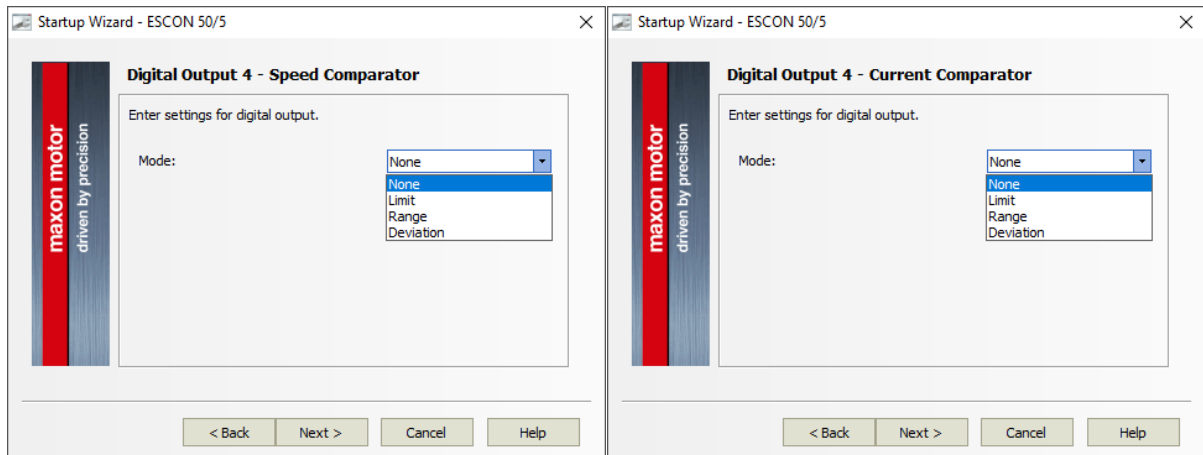 Startup Wizard - ESCON 50/5
maxon motor
driven by precision
Digital Output 4 - Speed Comparator
Enter settings for digital output.
Mode:
None
None
Limit
Range
Deviation
< Back
Next >
Cancel
Help
Startup Wizard - ESCON 50/5
maxon motor
driven by precision
Digital Output 4 - Current Comparator
Enter settings for digital output.
Mode:
None
None
Limit
Range
Deviation
< Back
Next >
Cancel
Help